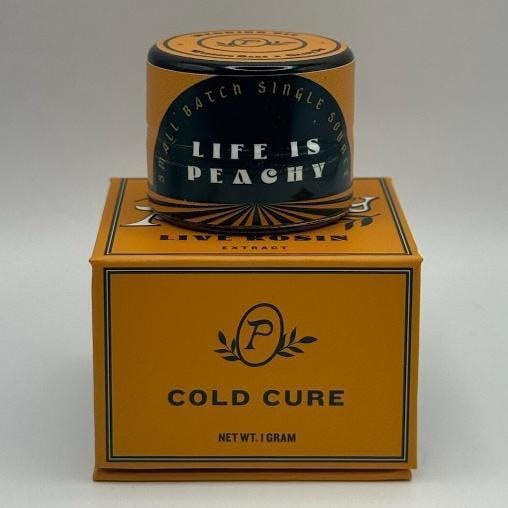 SMALL BATCH SINGLE SOURCE
LIFE IS
PEACHY
LIVE ROSIN
EXTRACT
P
COLD CURE
NET WT. 1 GRAM